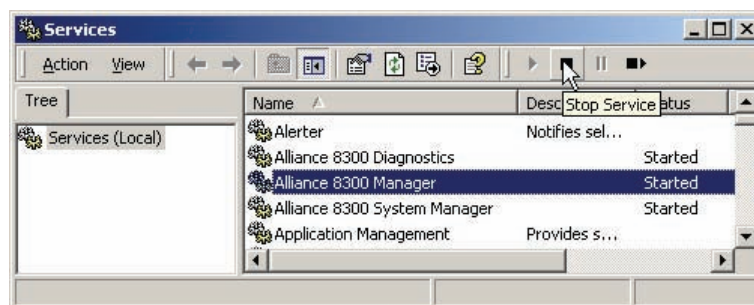 Services
Action View
Tree
Name Desc Stop Service atus
Services (Local)
Alerter Notifies sel...
Alliance 8300 Diagnostics Started
Alliance 8300 Manager Started
Alliance 8300 System Manager Started
Application Management Provides s...